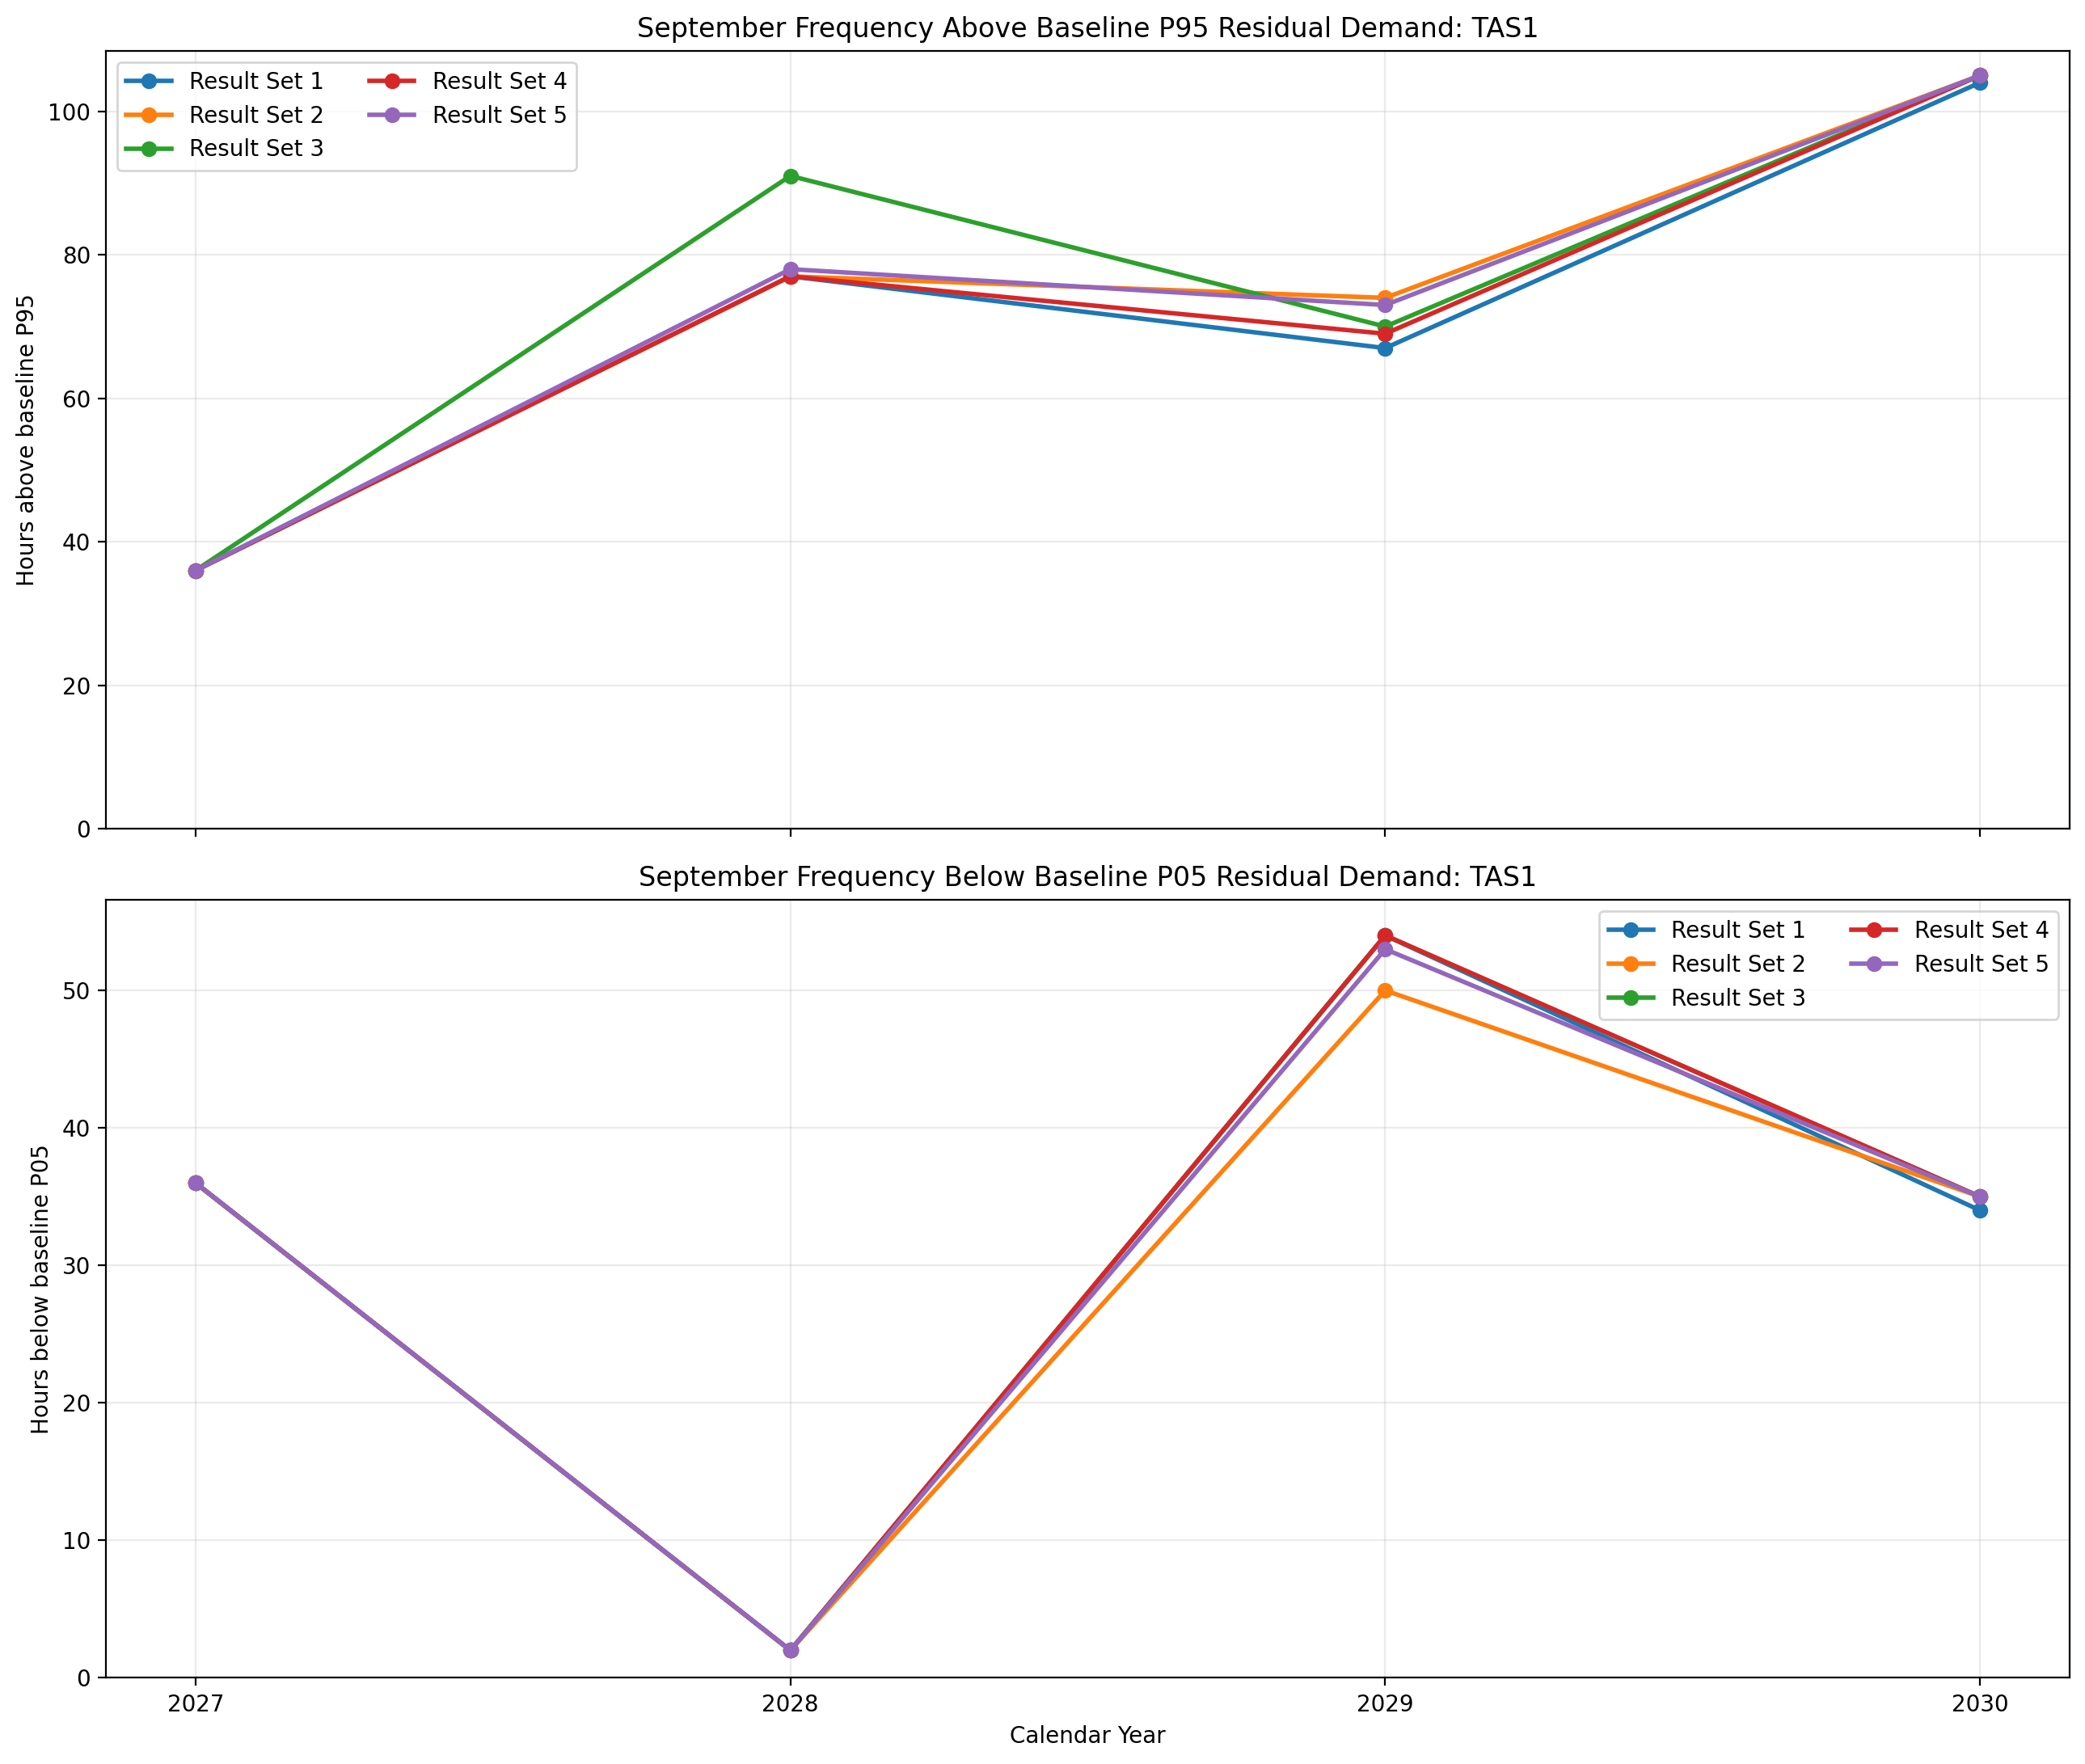 September Frequency Above Baseline P95 Residual Demand: TAS1
Result Set 1
Result Set 2
Result Set 3
Result Set 4
Result Set 5
Hours above baseline P95
100
80
60
40
20
0
September Frequency Below Baseline P05 Residual Demand: TAS1
Result Set 1
Result Set 2
Result Set 3
Result Set 4
Result Set 5
Hours below baseline P05
50
40
30
20
10
0
2027 2028 2029 2030
Calendar Year